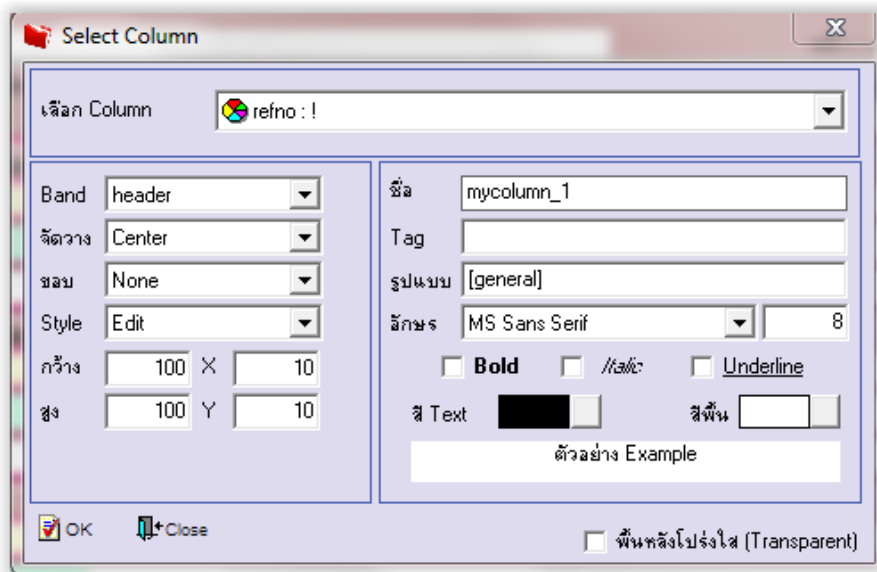 Select Column
เลือก Column refno : !
Band header
จัดวาง Center
ขอบ None
Style Edit
กว้าง 100 X 10
สูง 100 Y 10
ชื่อ mycolumn_1
Tag
รูปแบบ [general]
อักษร MS Sans Serif 8
Bold Italic Underline
สี Text สีพื้น
ตัวอย่าง Example
OK Close
พื้นหลังโปร่งใส (Transparent)